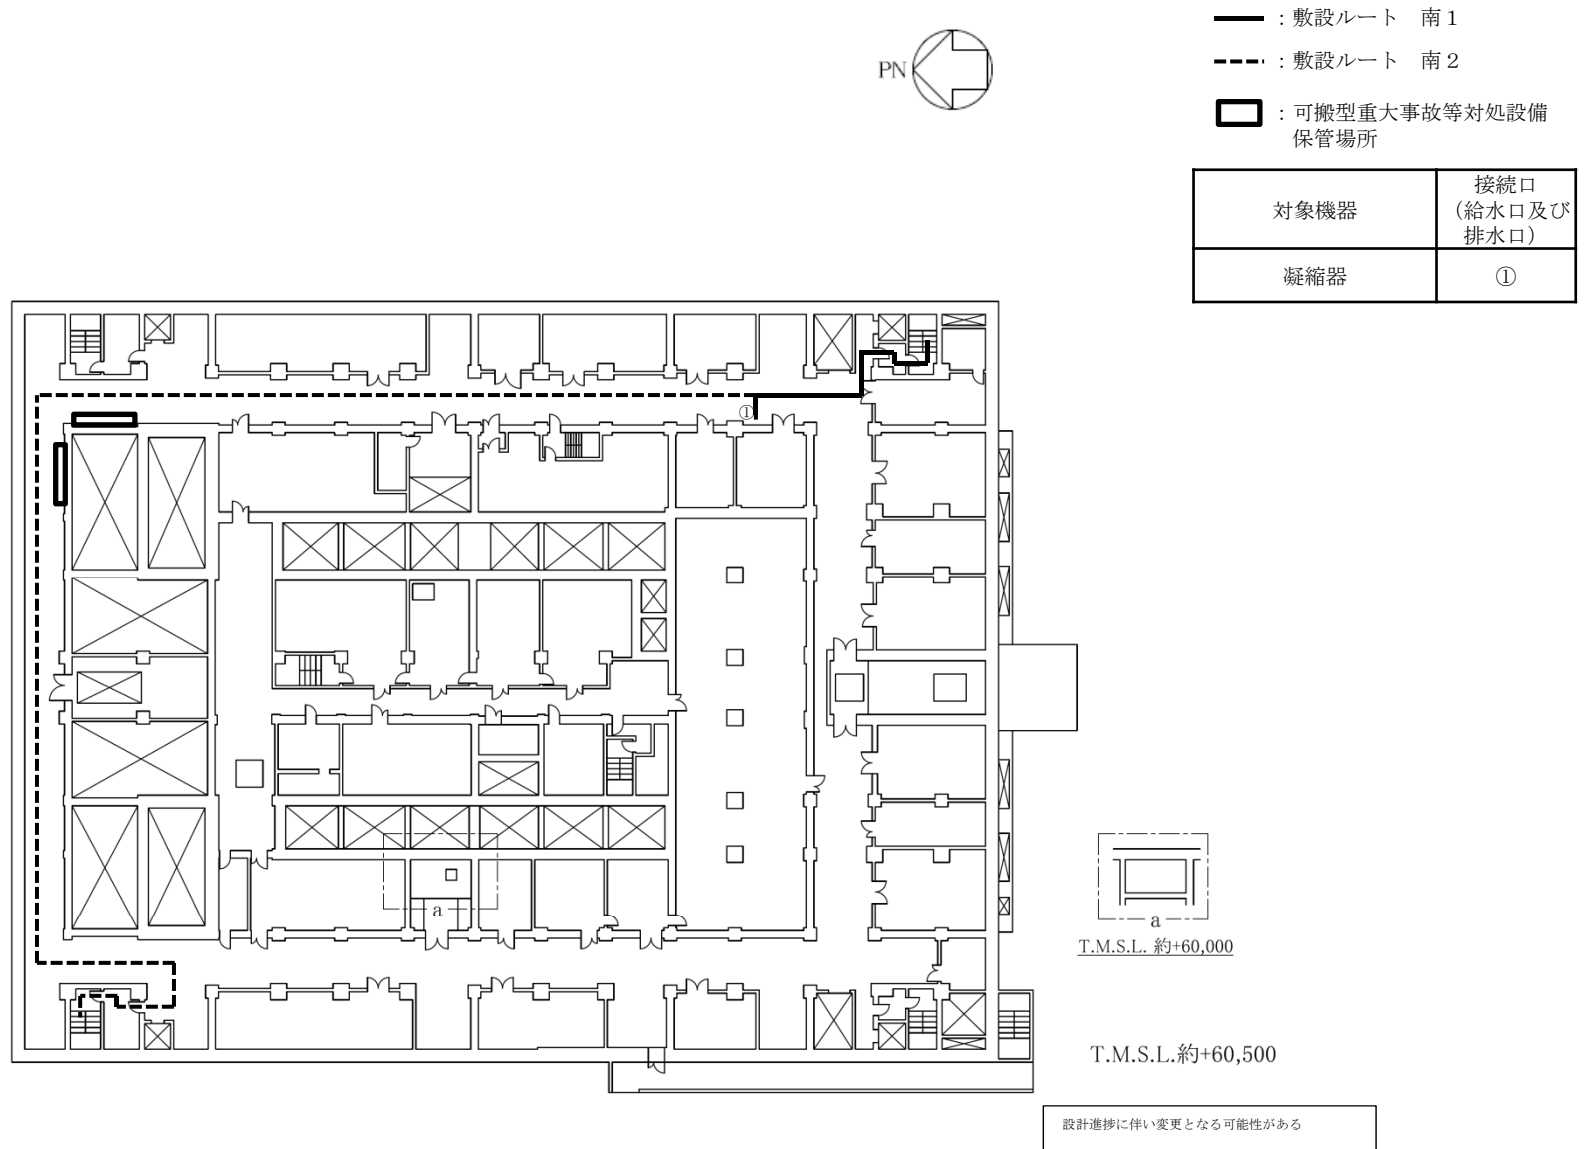 ：敷設ルート　南１
：敷設ルート　南２
：可搬型重大事故等対処設備
保管場所
PN
対象機器
接続口
（給水口及び
排水口）
凝縮器
①
①
a
a
T.M.S.L. 約+60,000
T.M.S.L.約+60,500
設計進捗に伴い変更となる可能性がある